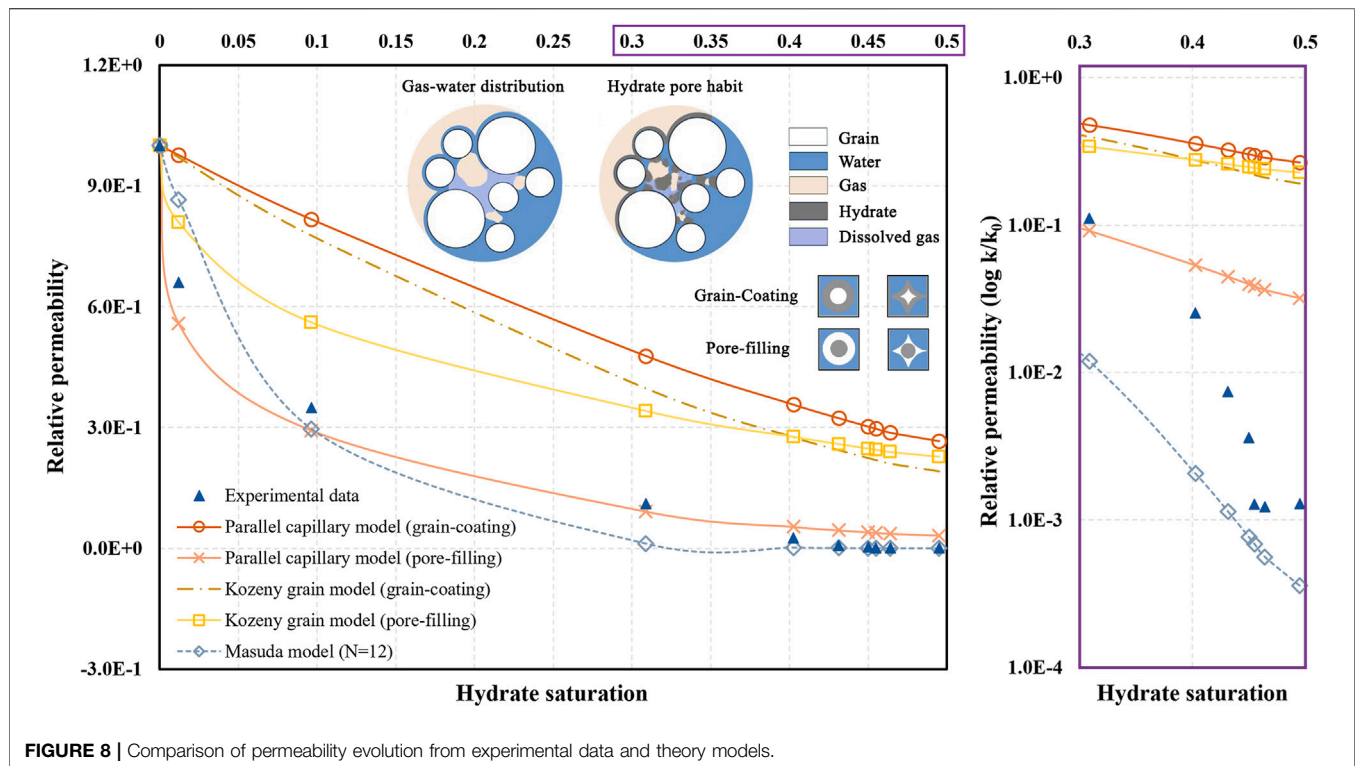 0 0.05 0.1 0.15 0.2 0.25 0.3 0.35 0.4 0.45 0.5
1.2E+0
9.0E-1
6.0E-1
3.0E-1
0.0E+0
-3.0E-1
Relative permeability
Gas-water distribution
Hydrate pore habit
Grain
Water
Gas
Hydrate
Dissolved gas
Grain-Coating
Pore-filling
Experimental data
Parallel capillary model (grain-coating)
Parallel capillary model (pore-filling)
Kozeny grain model (grain-coating)
Kozeny grain model (pore-filling)
Masuda model (N=12)
Hydrate saturation
0.3 0.4 0.5
1.0E+0
1.0E-1
1.0E-2
1.0E-3
1.0E-4
Relative permeability (log k/k₀)
Hydrate saturation
FIGURE 8 | Comparison of permeability evolution from experimental data and theory models.